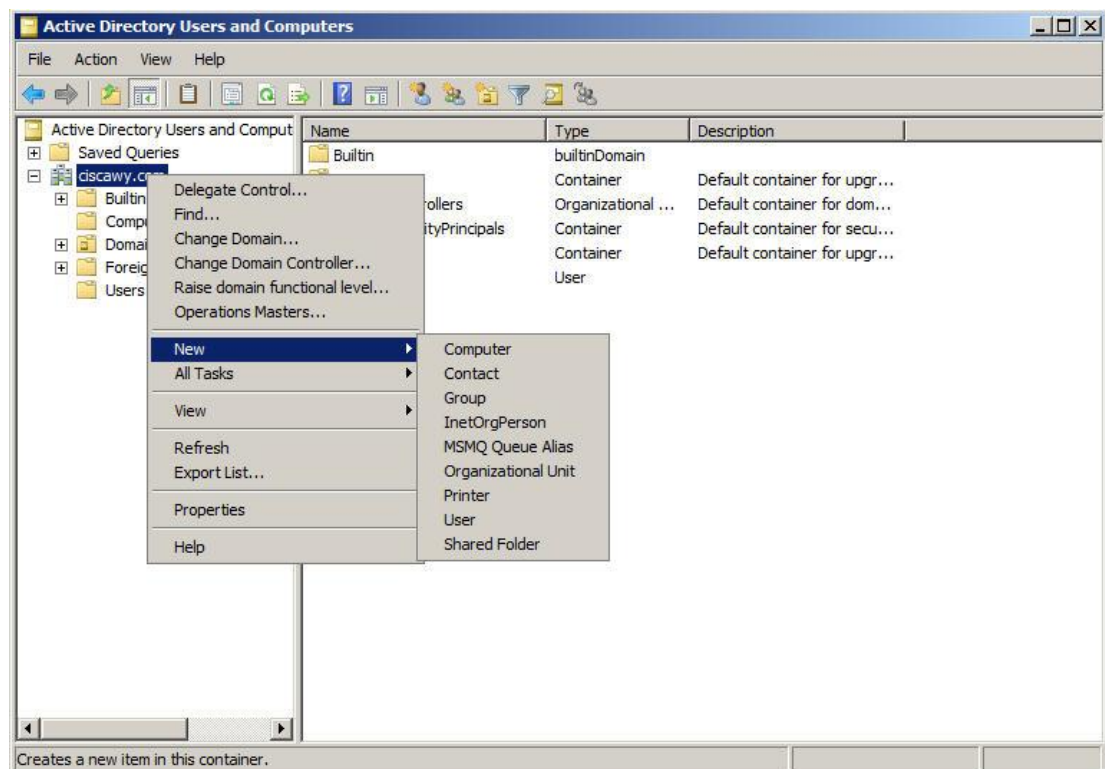 Active Directory Users and Computers
File Action View Help
Active Directory Users and Comput
Saved Queries
ciscawy.com
Builtin
Compu
Domai
Foreig
Users
Name Type Description
Builtin builtinDomain
Container Default container for upgr...
rollers Organizational ... Default container for dom...
ityPrincipals Container Default container for secu...
Container Default container for upgr...
User
Delegate Control...
Find...
Change Domain...
Change Domain Controller...
Raise domain functional level...
Operations Masters...
New
All Tasks
View
Refresh
Export List...
Properties
Help
Computer
Contact
Group
InetOrgPerson
MSMQ Queue Alias
Organizational Unit
Printer
User
Shared Folder
Creates a new item in this container.